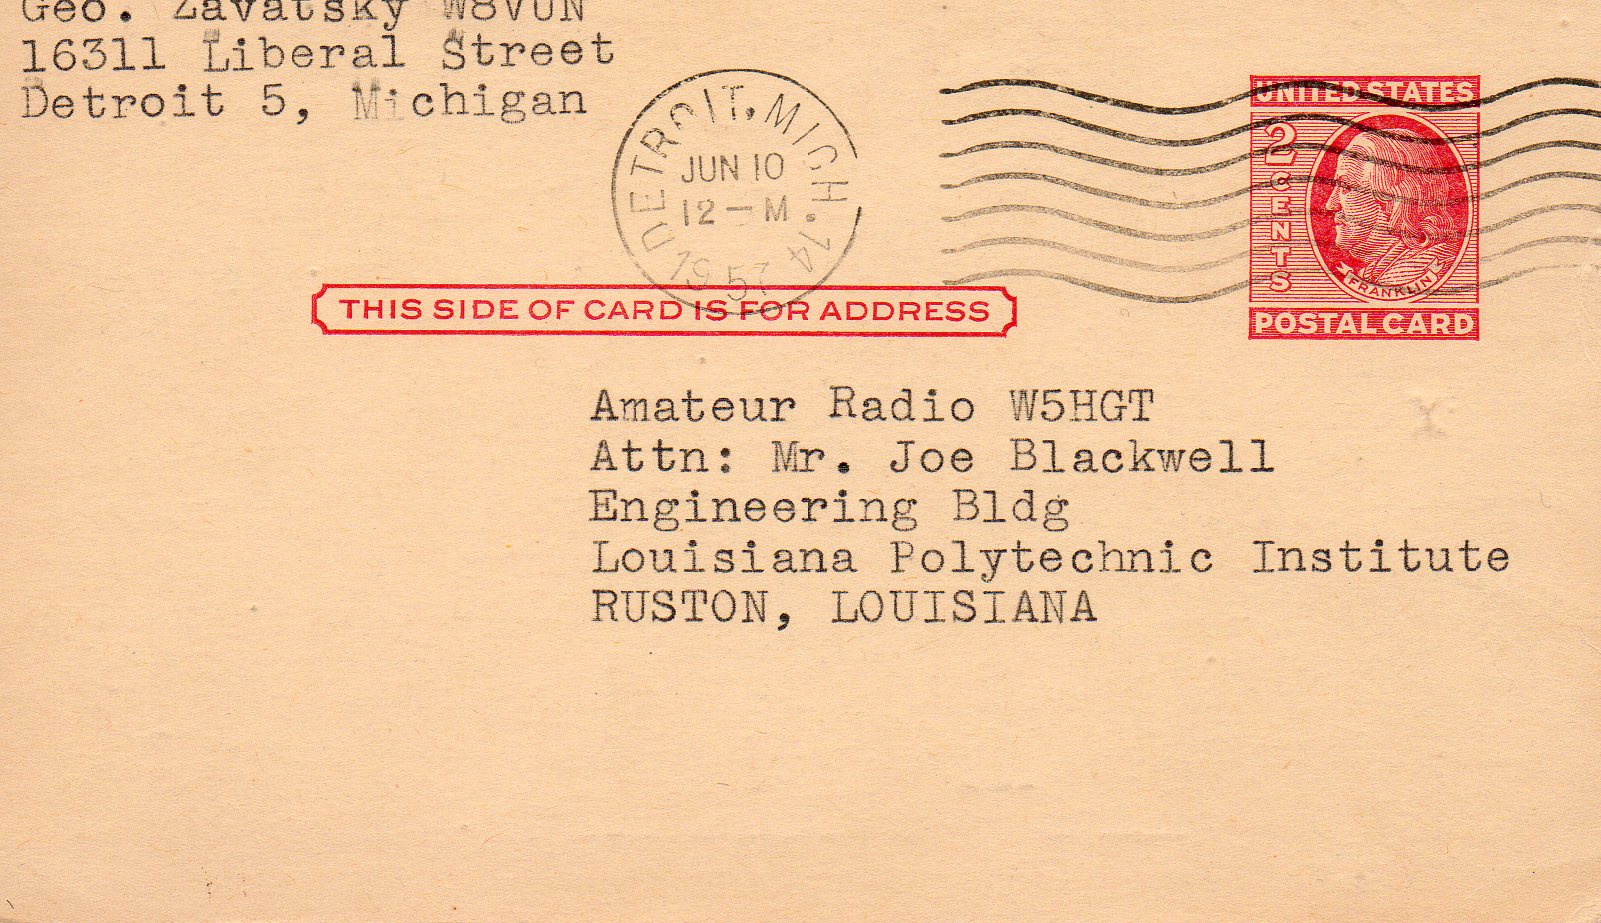 Geo. Zavatsky W8VUN
16311 Liberal Street
Detroit 5, Michigan
DETROIT, MICH. 14
JUN 10
12 - M
1957
UNITED STATES
2 CENTS
FRANKLIN
POSTAL CARD
THIS SIDE OF CARD IS FOR ADDRESS
Amateur Radio W5HGT
Attn: Mr. Joe Blackwell
Engineering Bldg
Louisiana Polytechnic Institute
RUSTON, LOUISIANA